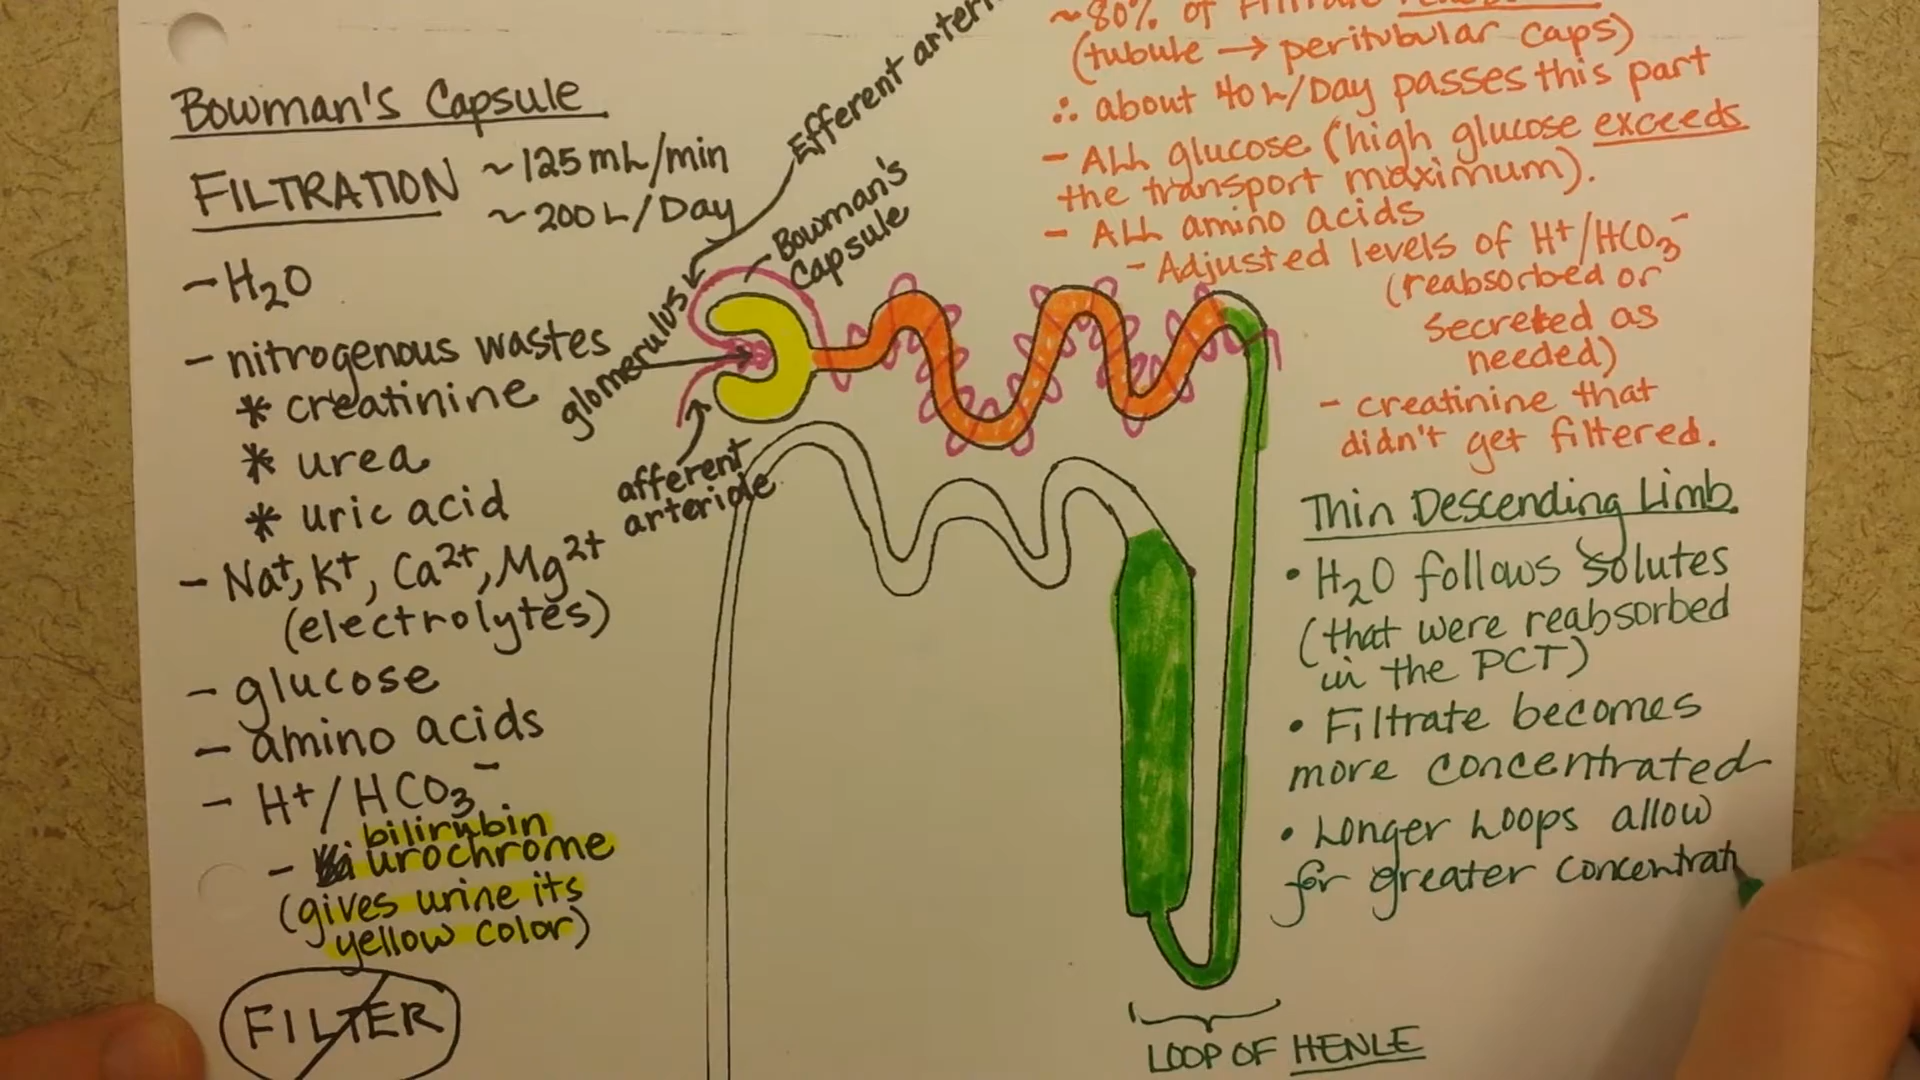 Bowman's Capsule
FILTRATION ~125 mL/min
~200 L/Day
- H₂O
- nitrogenous wastes
* creatinine
* urea
* uric acid
- Na⁺, K⁺, Ca²⁺, Mg²⁺
(electrolytes)
- glucose
- amino acids
- H⁺/HCO₃⁻
bilirubin
- urochrome
(gives urine its
yellow color)
FILTER
Efferent
Bowman's
Capsule
glomerulus
afferent
arteriole
~80% of
(tubule → peritubular caps)
∴ about 40 L/Day passes this part
- ALL glucose (high glucose exceeds
the transport maximum).
- ALL amino acids
- Adjusted levels of H⁺/HCO₃⁻
(reabsorbed or
secreted as
needed)
- creatinine that
didn't get filtered.
Thin Descending Limb
• H₂O follows solutes
(that were reabsorbed
in the PCT)
• Filtrate becomes
more concentrated
• Longer Loops allow
for greater concentrat
LOOP OF HENLE